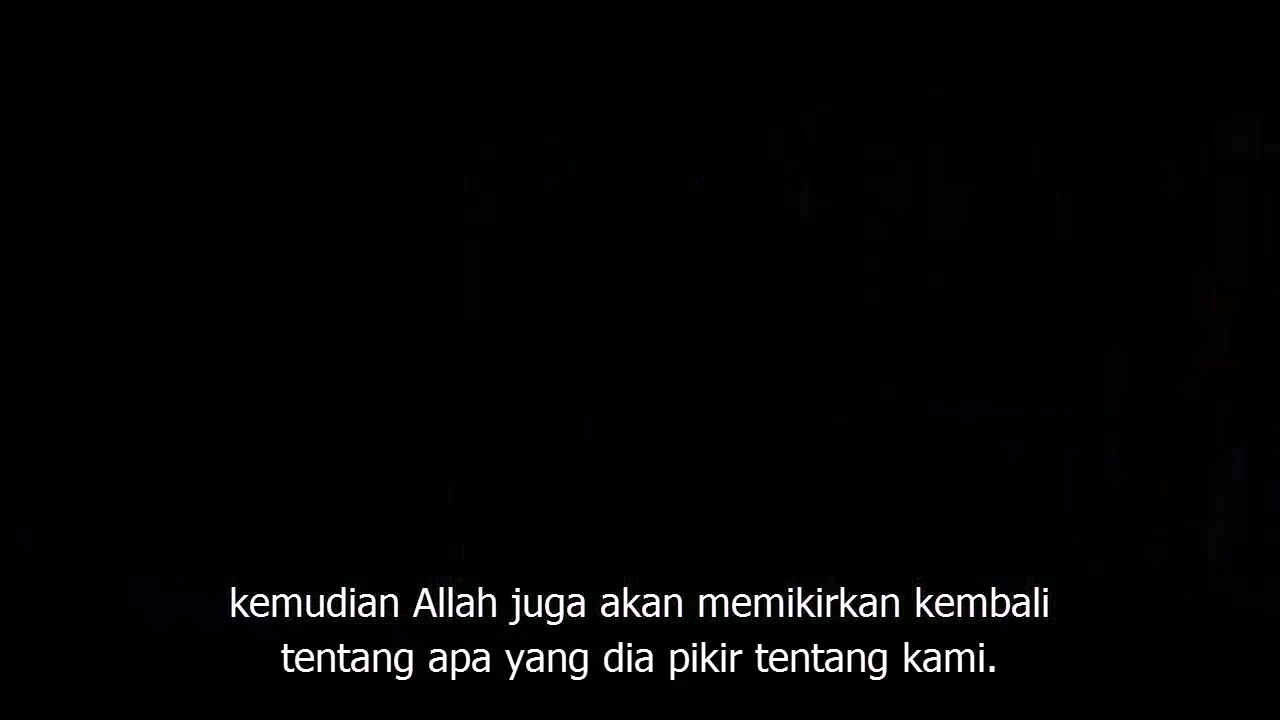 kemudian Allah juga akan memikirkan kembali
tentang apa yang dia pikir tentang kami.